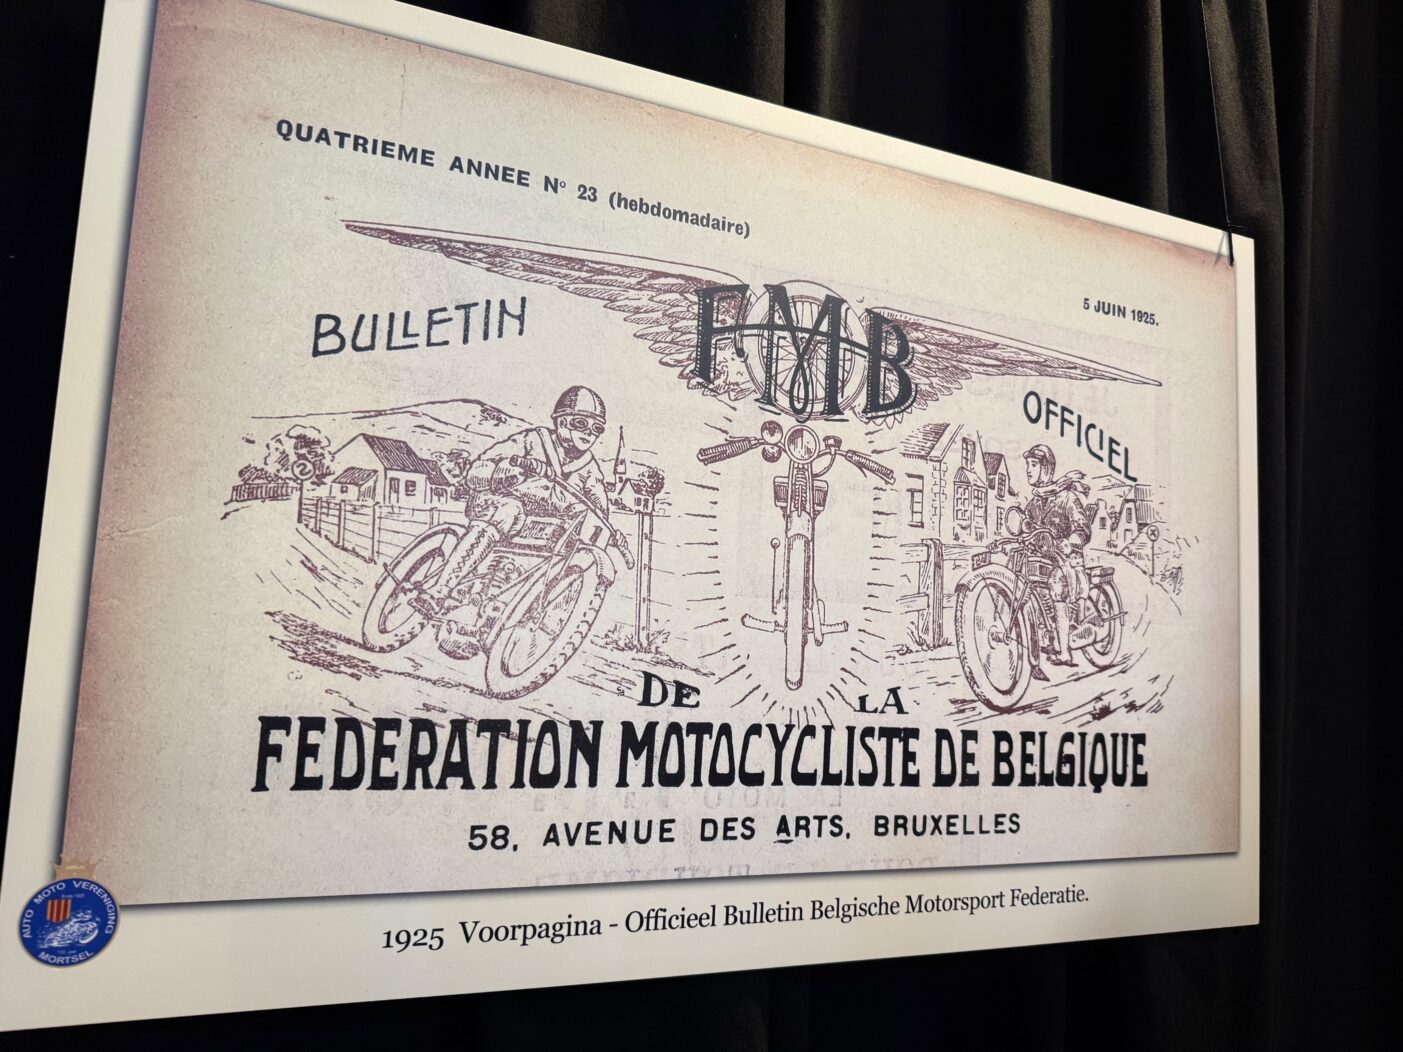 QUATRIEME ANNEE Nº 23 (hebdomadaire)
5 JUIN 1925.
BULLETIN
FMB
OFFICIEL
DE LA
FEDERATION MOTOCYCLISTE DE BELGIQUE
58, AVENUE DES ARTS, BRUXELLES
1925 Voorpagina - Officieel Bulletin Belgische Motorsport Federatie.
AUTO MOTO VERENIGING
MORTSEL